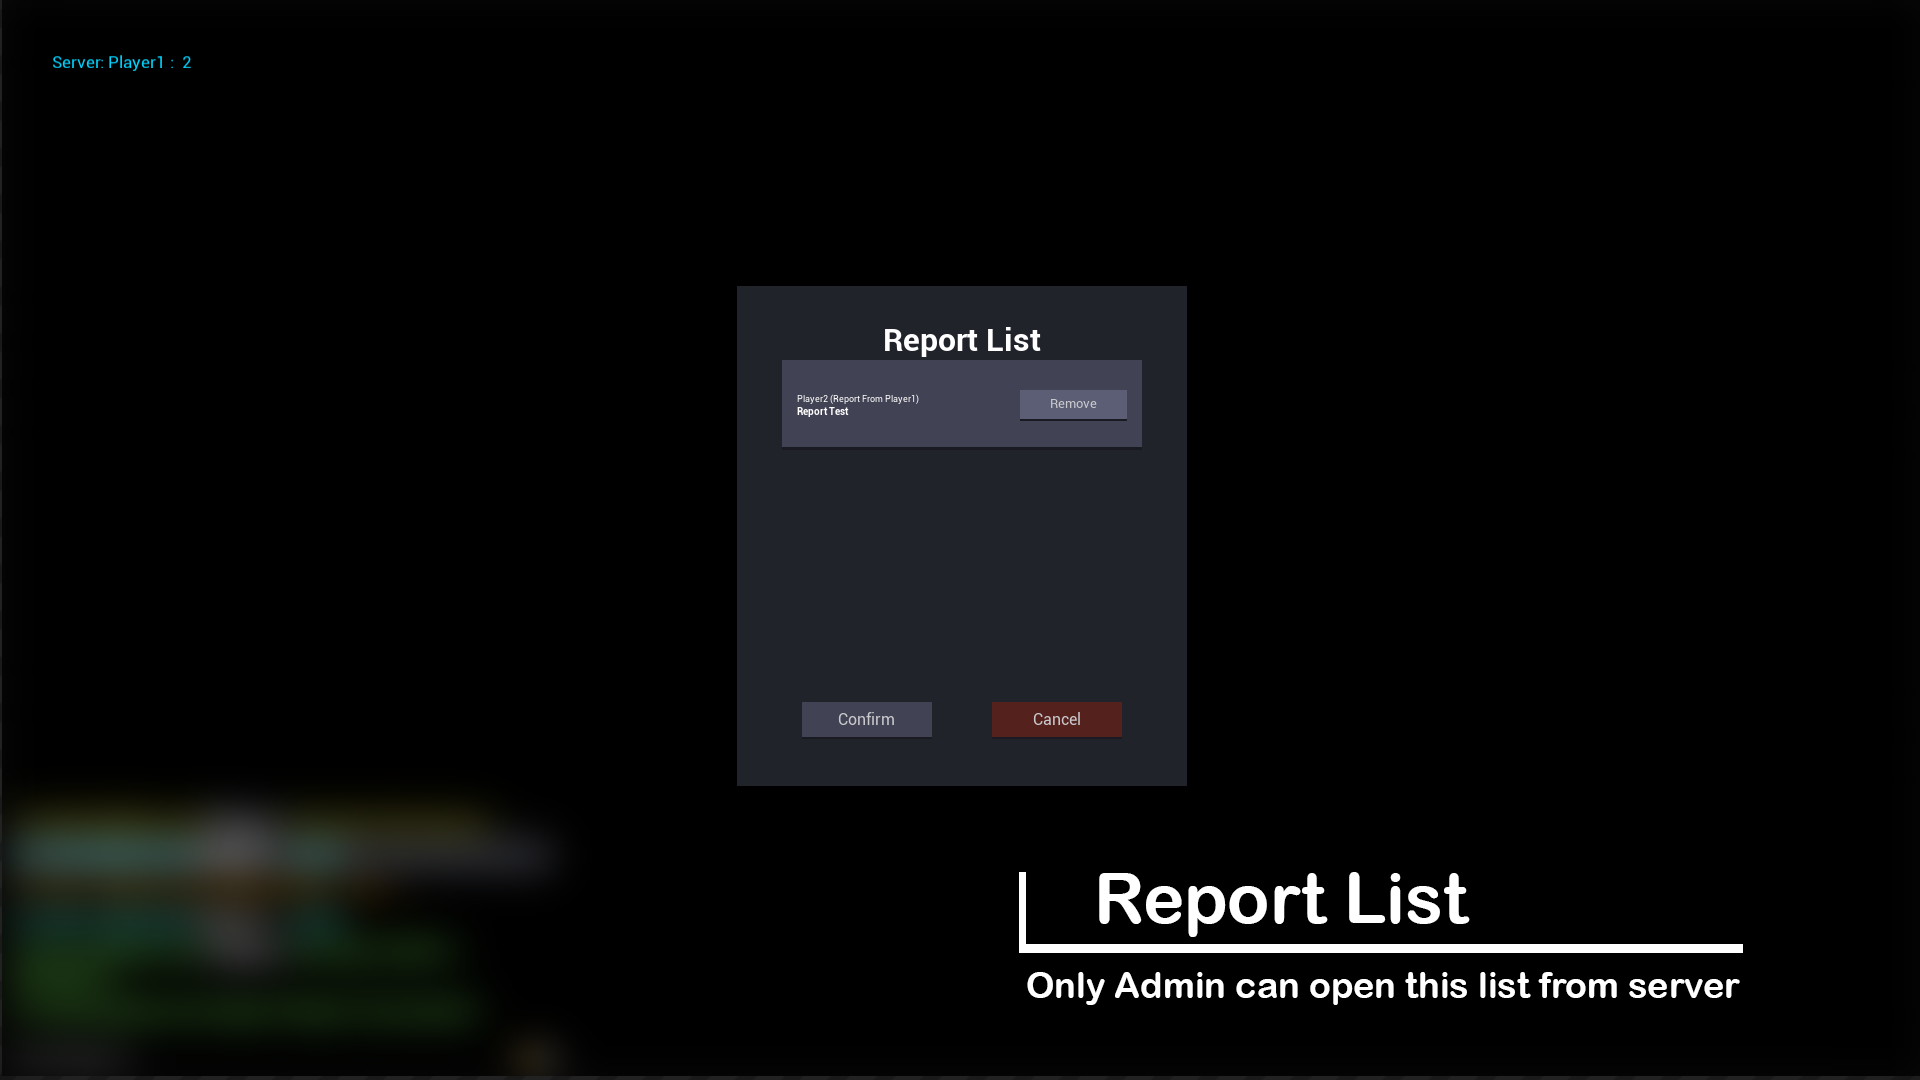 Server: Player1 :  2
Report List
Player2 (Report From Player1)
Report Test
Remove
Confirm
Cancel
Report List
Only Admin can open this list from server